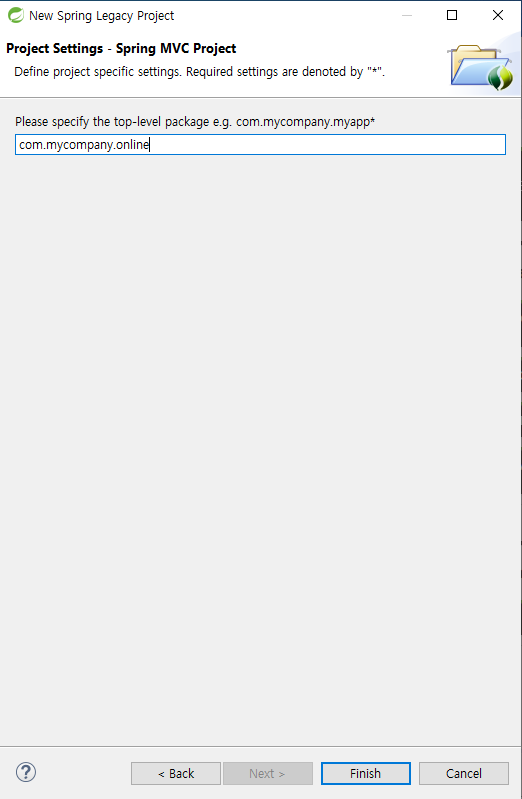 New Spring Legacy Project
Project Settings - Spring MVC Project
Define project specific settings. Required settings are denoted by "*".
Please specify the top-level package e.g. com.mycompany.myapp*
com.mycompany.online
?
< Back
Next >
Finish
Cancel